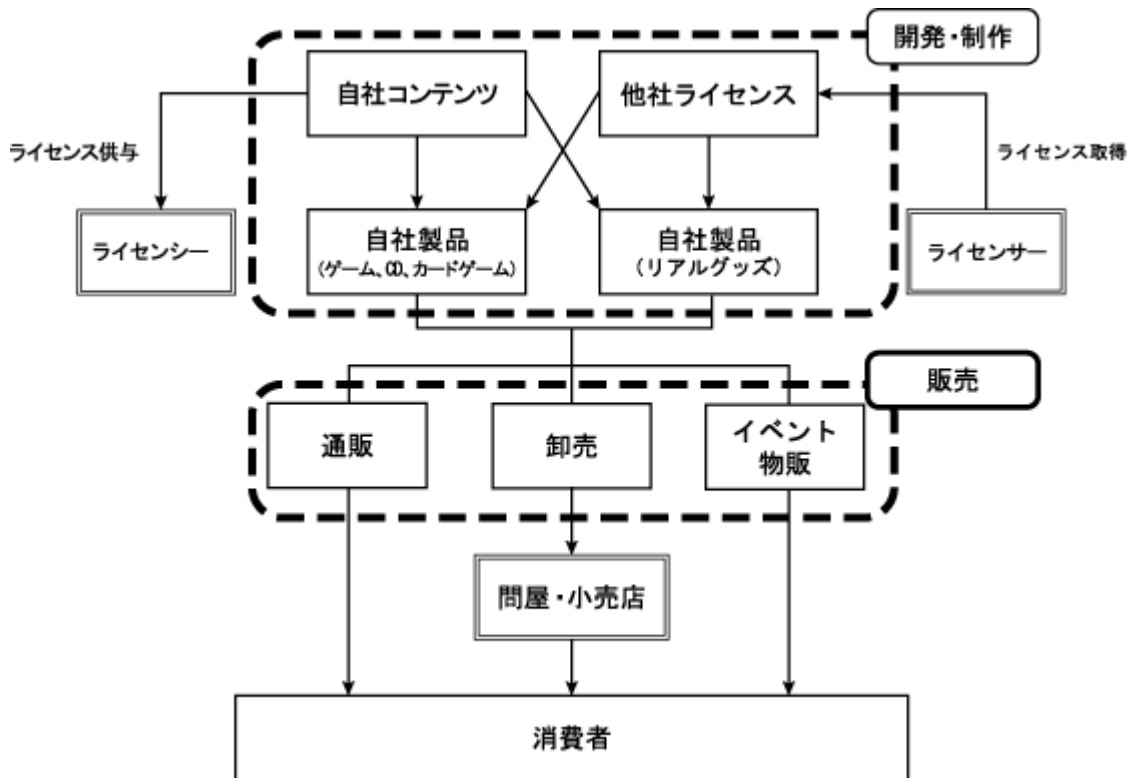 開発・制作
自社コンテンツ
他社ライセンス
ライセンス供与
ライセンス取得
ライセンシー
自社製品
(ゲーム、CD、カードゲーム)
自社製品
(リアルグッズ)
ライセンサー
販売
通販
卸売
イベント
物販
問屋・小売店
消費者